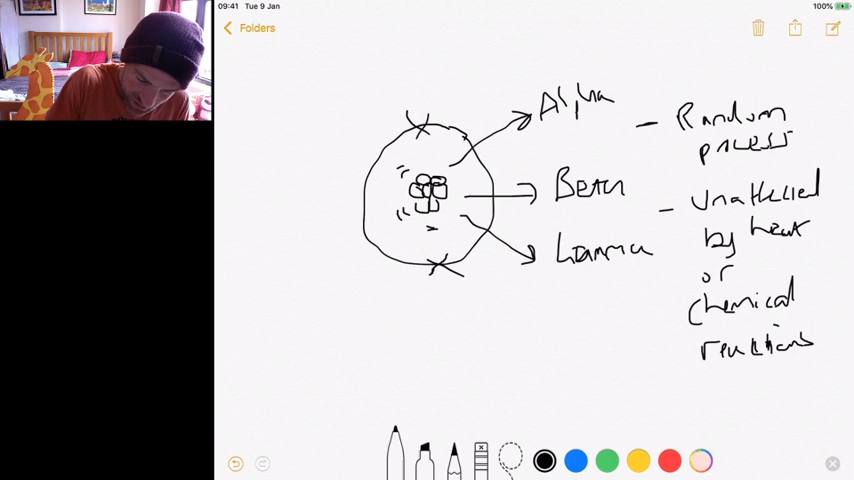 09:41 Tue 9 Jan
100%
Folders
Alpha
- Random
process
Beta
- Unaffected
by heat
or
Gamma
chemical
reactions